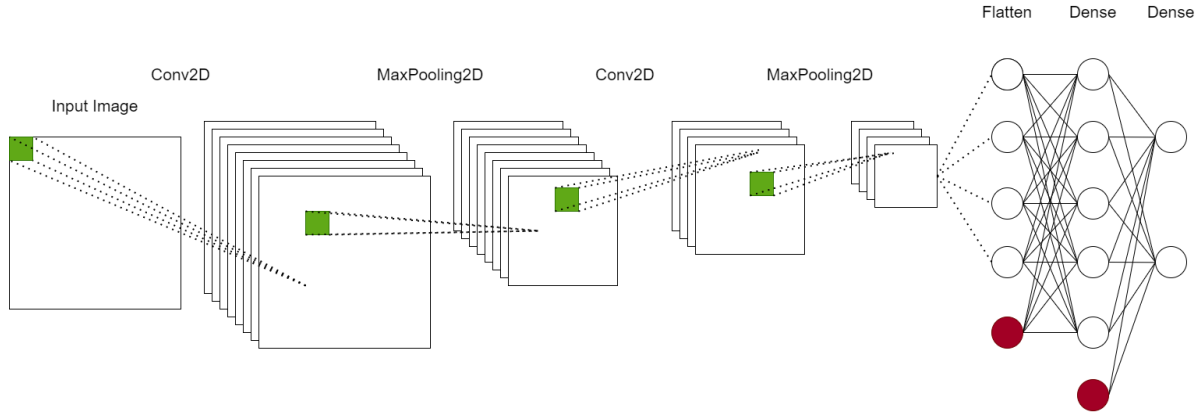 Flatten
Dense
Dense
Conv2D
MaxPooling2D
Conv2D
MaxPooling2D
Input Image